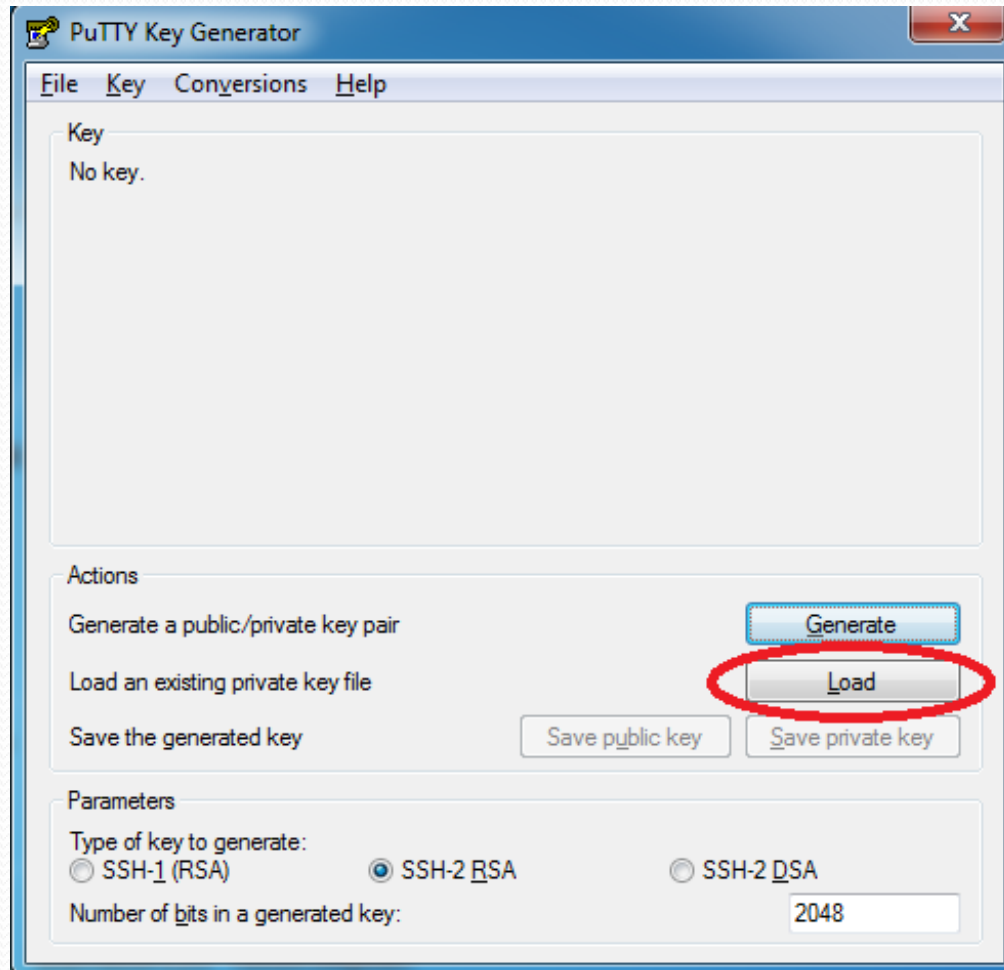 PuTTY Key Generator
File Key Conversions Help
Key
No key.
Actions
Generate a public/private key pair Generate
Load an existing private key file Load
Save the generated key Save public key Save private key
Parameters
Type of key to generate:
SSH-1 (RSA) SSH-2 RSA SSH-2 DSA
Number of bits in a generated key: 2048